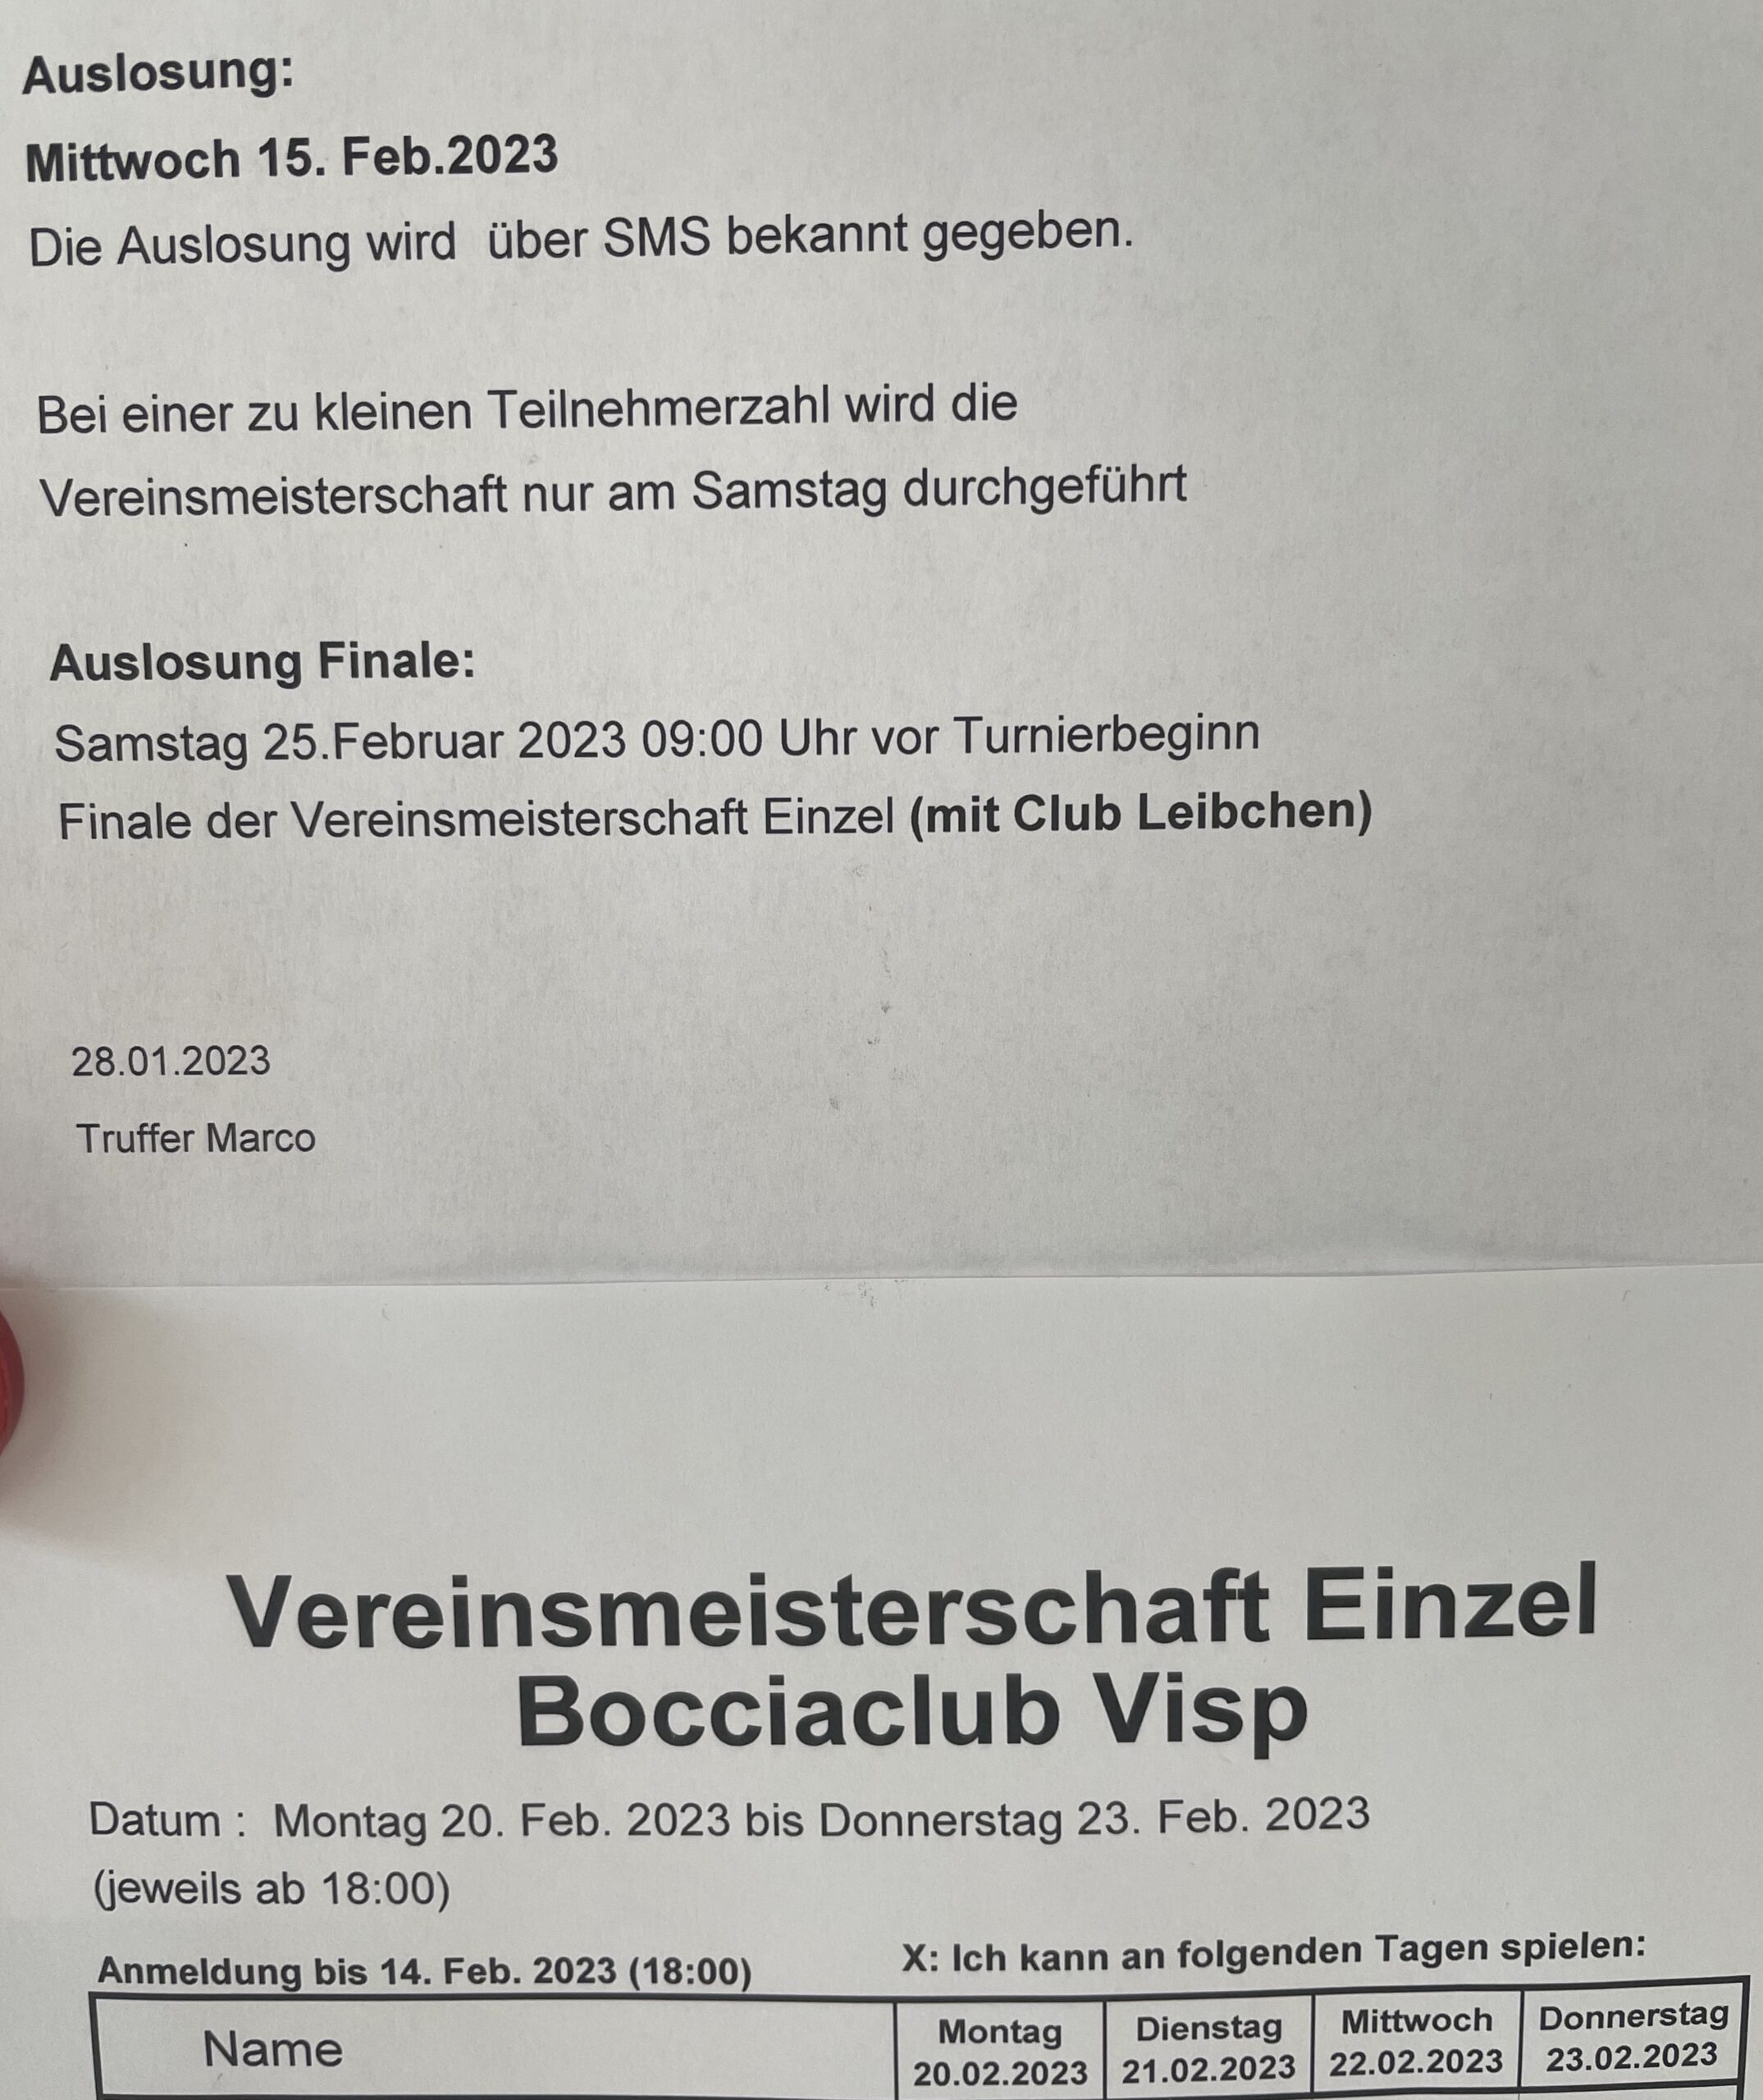 Auslosung:
Mittwoch 15. Feb.2023
Die Auslosung wird  über SMS bekannt gegeben.
Bei einer zu kleinen Teilnehmerzahl wird die
Vereinsmeisterschaft nur am Samstag durchgeführt
Auslosung Finale:
Samstag 25.Februar 2023 09:00 Uhr vor Turnierbeginn
Finale der Vereinsmeisterschaft Einzel (mit Club Leibchen)
28.01.2023
Truffer Marco
Vereinsmeisterschaft Einzel
Bocciaclub Visp
Datum :  Montag 20. Feb. 2023 bis Donnerstag 23. Feb. 2023
(jeweils ab 18:00)
Anmeldung bis 14. Feb. 2023 (18:00)
X: Ich kann an folgenden Tagen spielen:
Name
Montag
20.02.2023
Dienstag
21.02.2023
Mittwoch
22.02.2023
Donnerstag
23.02.2023